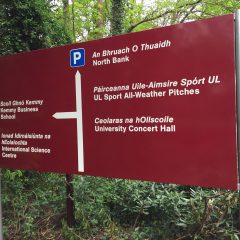 P
An Bhruach O Thuaidh
North Bank
Páirceanna Uile-Aimsire Spórt UL
UL Sport All-Weather Pitches
Ceolaras na hOllscoile
University Concert Hall
Scoil Ghnó Kemmy
Kemmy Business
School
Ionad Idirnáisiúnta na
hEolaíochta
International Science
Centre